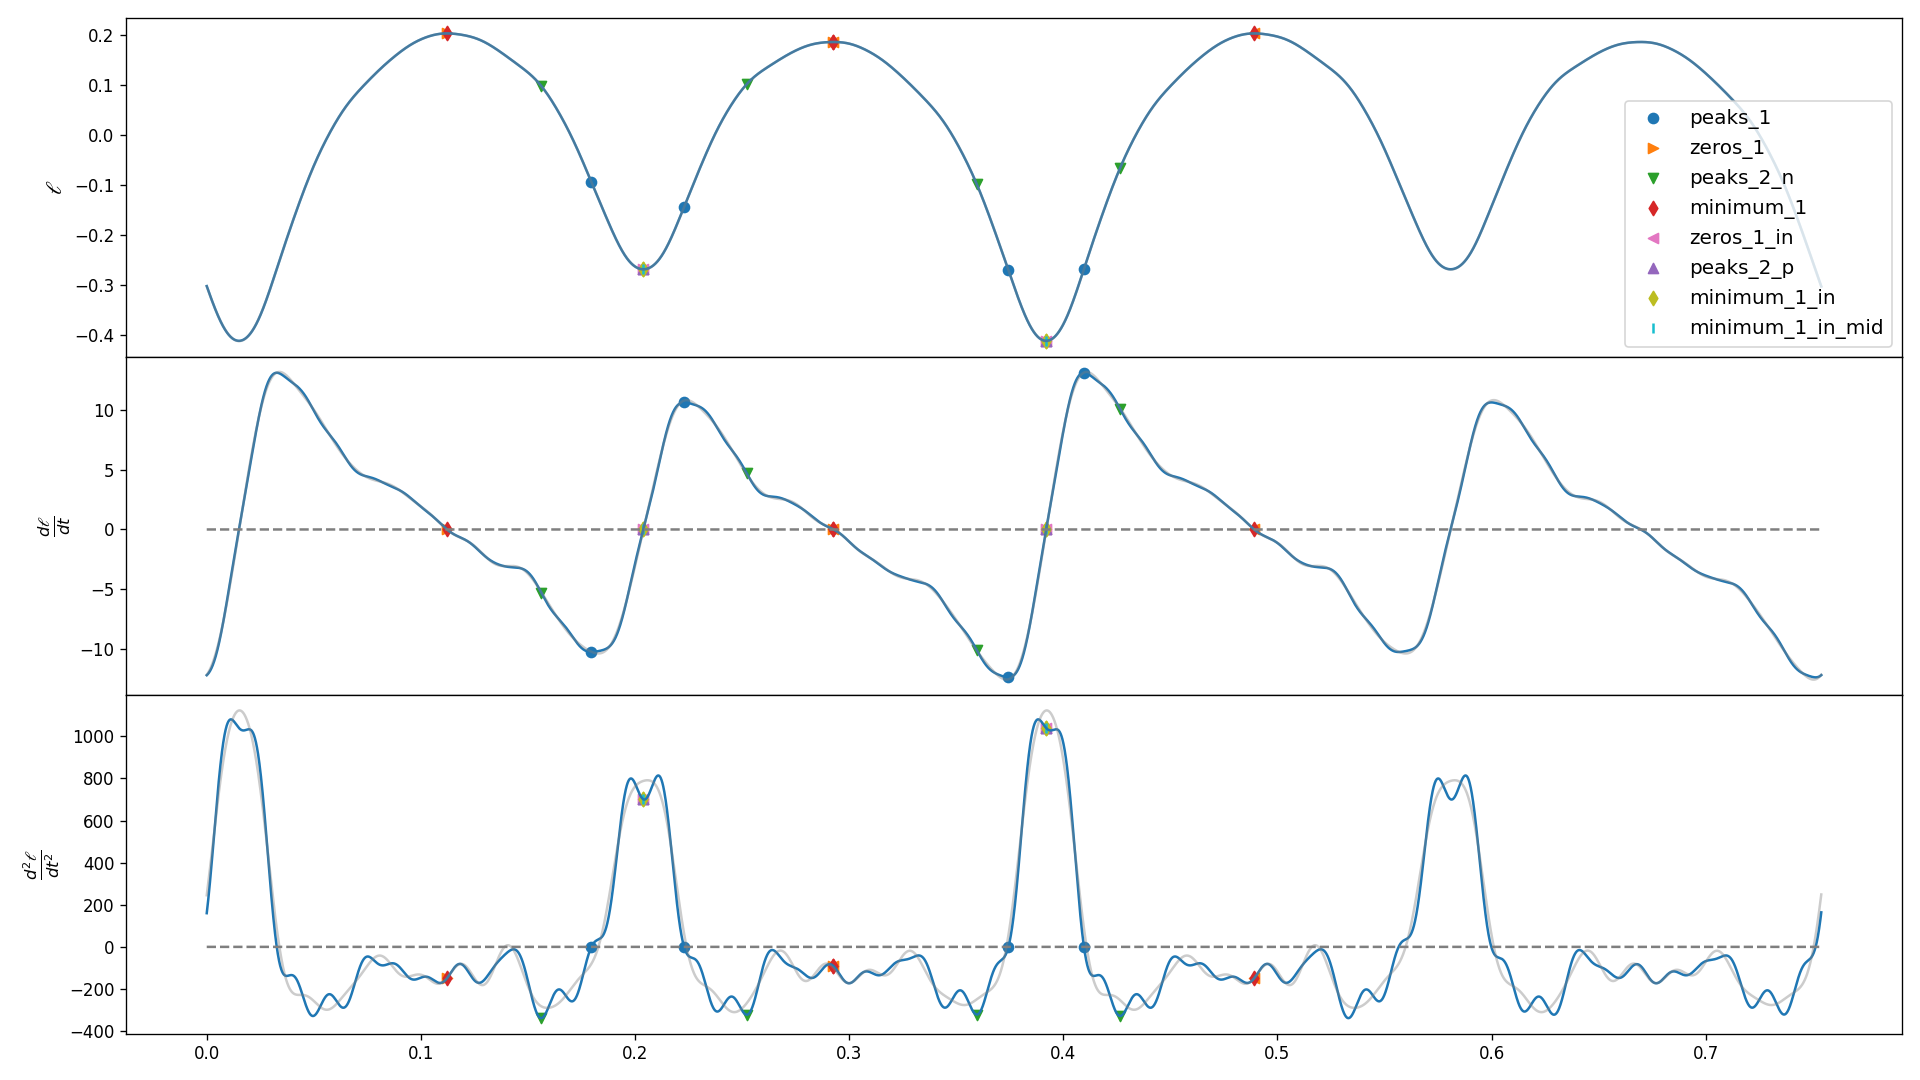 0.2
0.1
0.0
−0.1
−0.2
−0.3
−0.4
ℓ
peaks_1
zeros_1
peaks_2_n
minimum_1
zeros_1_in
peaks_2_p
minimum_1_in
minimum_1_in_mid
10
5
0
−5
−10
dℓ
dt
1000
800
600
400
200
0
−200
−400
d²ℓ
dt²
0.0 0.1 0.2 0.3 0.4 0.5 0.6 0.7